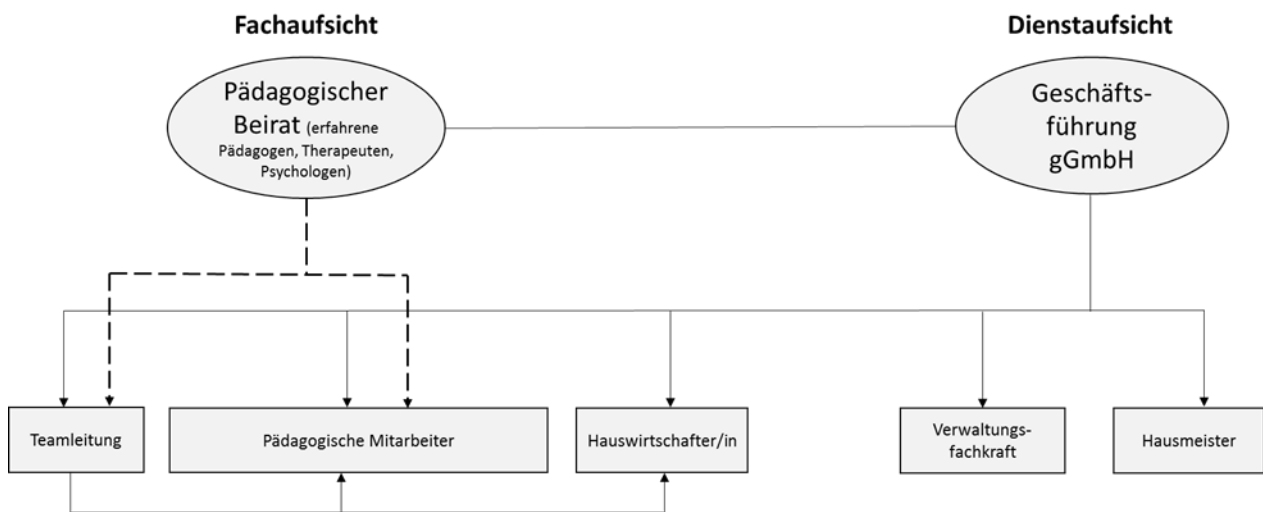 Fachaufsicht
Dienstaufsicht
Pädagogischer
Beirat (erfahrene
Pädagogen, Therapeuten,
Psychologen)
Geschäfts-
führung
gGmbH
Teamleitung
Pädagogische Mitarbeiter
Hauswirtschafter/in
Verwaltungs-
fachkraft
Hausmeister